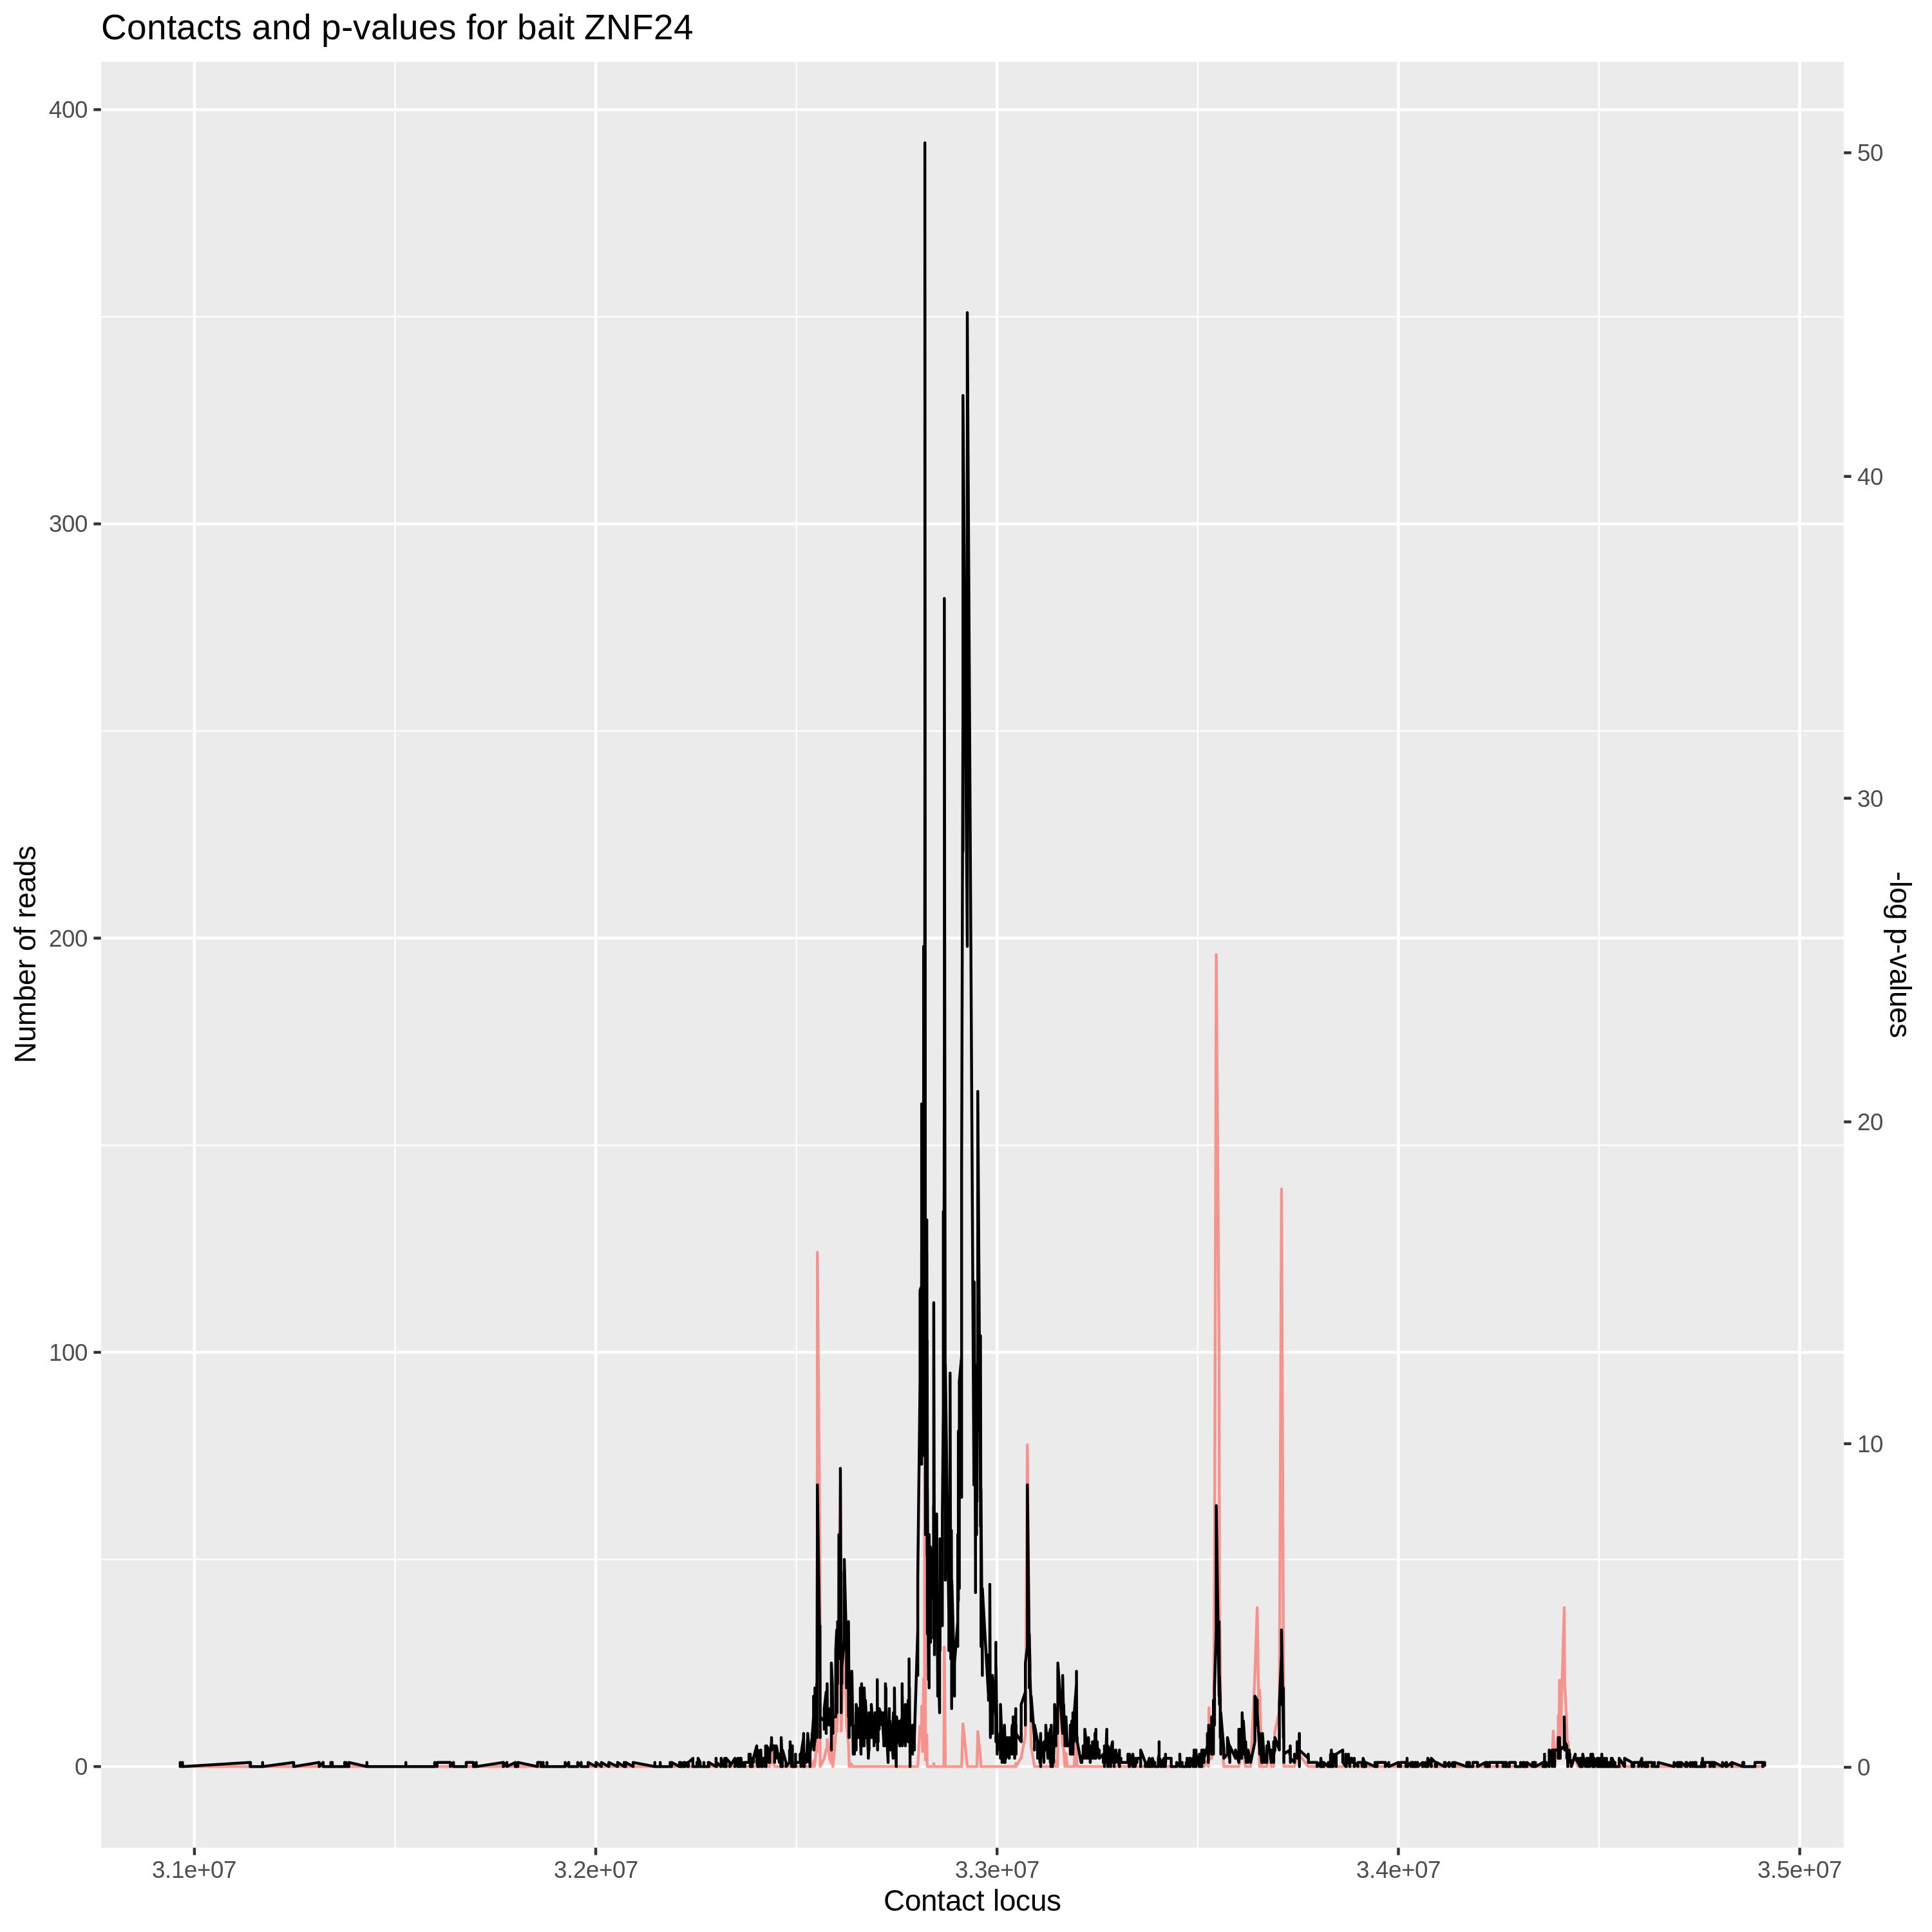 Contacts and p-values for bait ZNF24
400
300
200
100
0
Number of reads
50
40
30
20
10
0
-log p-values
3.1e+07
3.2e+07
3.3e+07
3.4e+07
3.5e+07
Contact locus